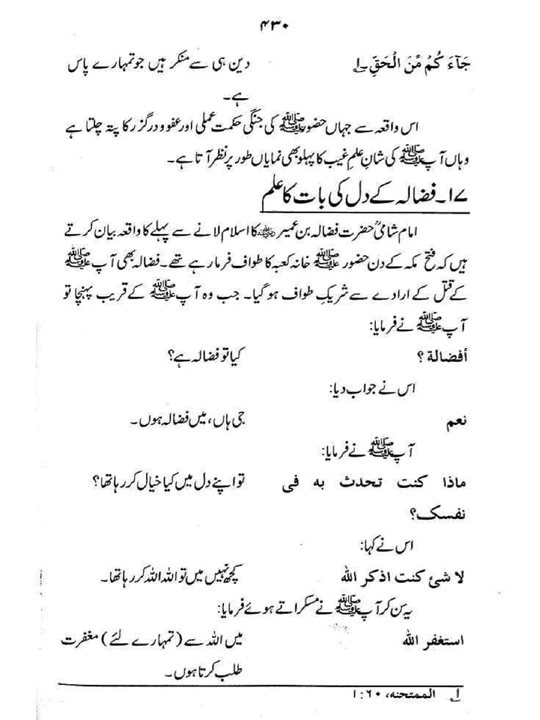 ۴۳۰
جَآءَ كُمُ مِّنَ الْحَقِّ ۱؎ دین ہی سے منکر ہیں جو تمہارے پاس
ہے۔
اس واقعہ سے جہاں حضور ﷺ کی جنگی حکمت عملی اور عفو و درگزر کا پتہ چلتا ہے
وہاں آپ ﷺ کی شانِ علمِ غیب کا پہلو بھی نمایاں طور پر نظر آتا ہے۔
۱۷۔ فضالہ کے دل کی بات کا علم
امام شامیؒ حضرت فضالہ بن عمیر ؓ کا اسلام لانے سے پہلے کا واقعہ بیان کرتے
ہیں کہ فتح مکہ کے دن حضور ﷺ خانہ کعبہ کا طواف فرما رہے تھے۔ فضالہ بھی آپ ﷺ
کے قتل کے ارادے سے شریکِ طواف ہو گیا۔ جب وہ آپ ﷺ کے قریب پہنچا تو
آپ ﷺ نے فرمایا:
أفضالة ؟ کیا تو فضالہ ہے؟
اس نے جواب دیا:
نعم جی ہاں، میں فضالہ ہوں۔
آپ ﷺ نے فرمایا:
ماذا كنت تحدث به فى تو اپنے دل میں کیا خیال کر رہا تھا؟
نفسك؟
اس نے کہا:
لا شئ كنت اذكر الله کچھ نہیں میں تو اللہ اللہ کر رہا تھا۔
یہ سن کر آپ ﷺ نے مسکراتے ہوئے فرمایا:
استغفر الله میں اللہ سے (تمہارے لئے) مغفرت
طلب کرتا ہوں۔
۱؎ الممتحنه، ۶۰:۱